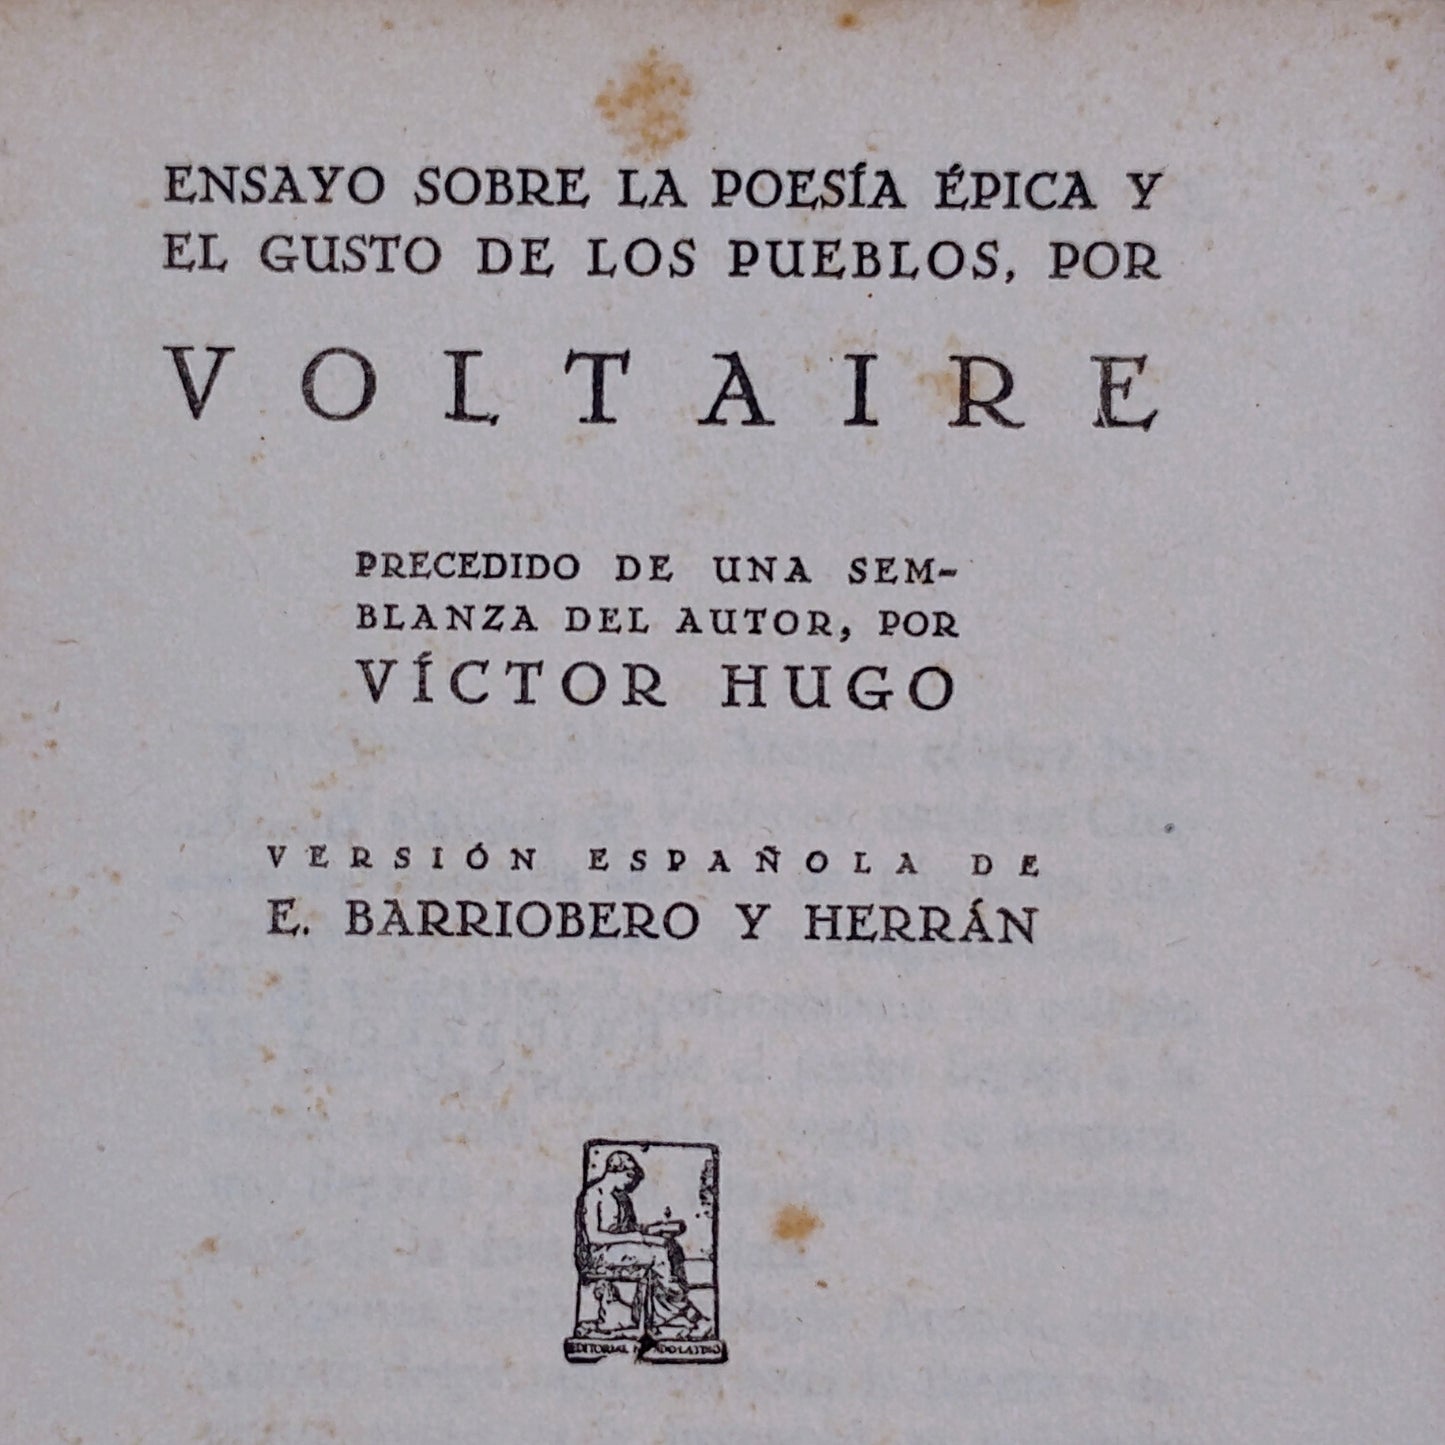 ENSAYO SOBRE LA POESÍA ÉPICA Y
EL GUSTO DE LOS PUEBLOS, POR
VOLTAIRE
PRECEDIDO DE UNA SEM-
BLANZA DEL AUTOR, POR
VÍCTOR HUGO
VERSIÓN ESPAÑOLA DE
E. BARRIOBERO Y HERRÁN
EDITORIAL